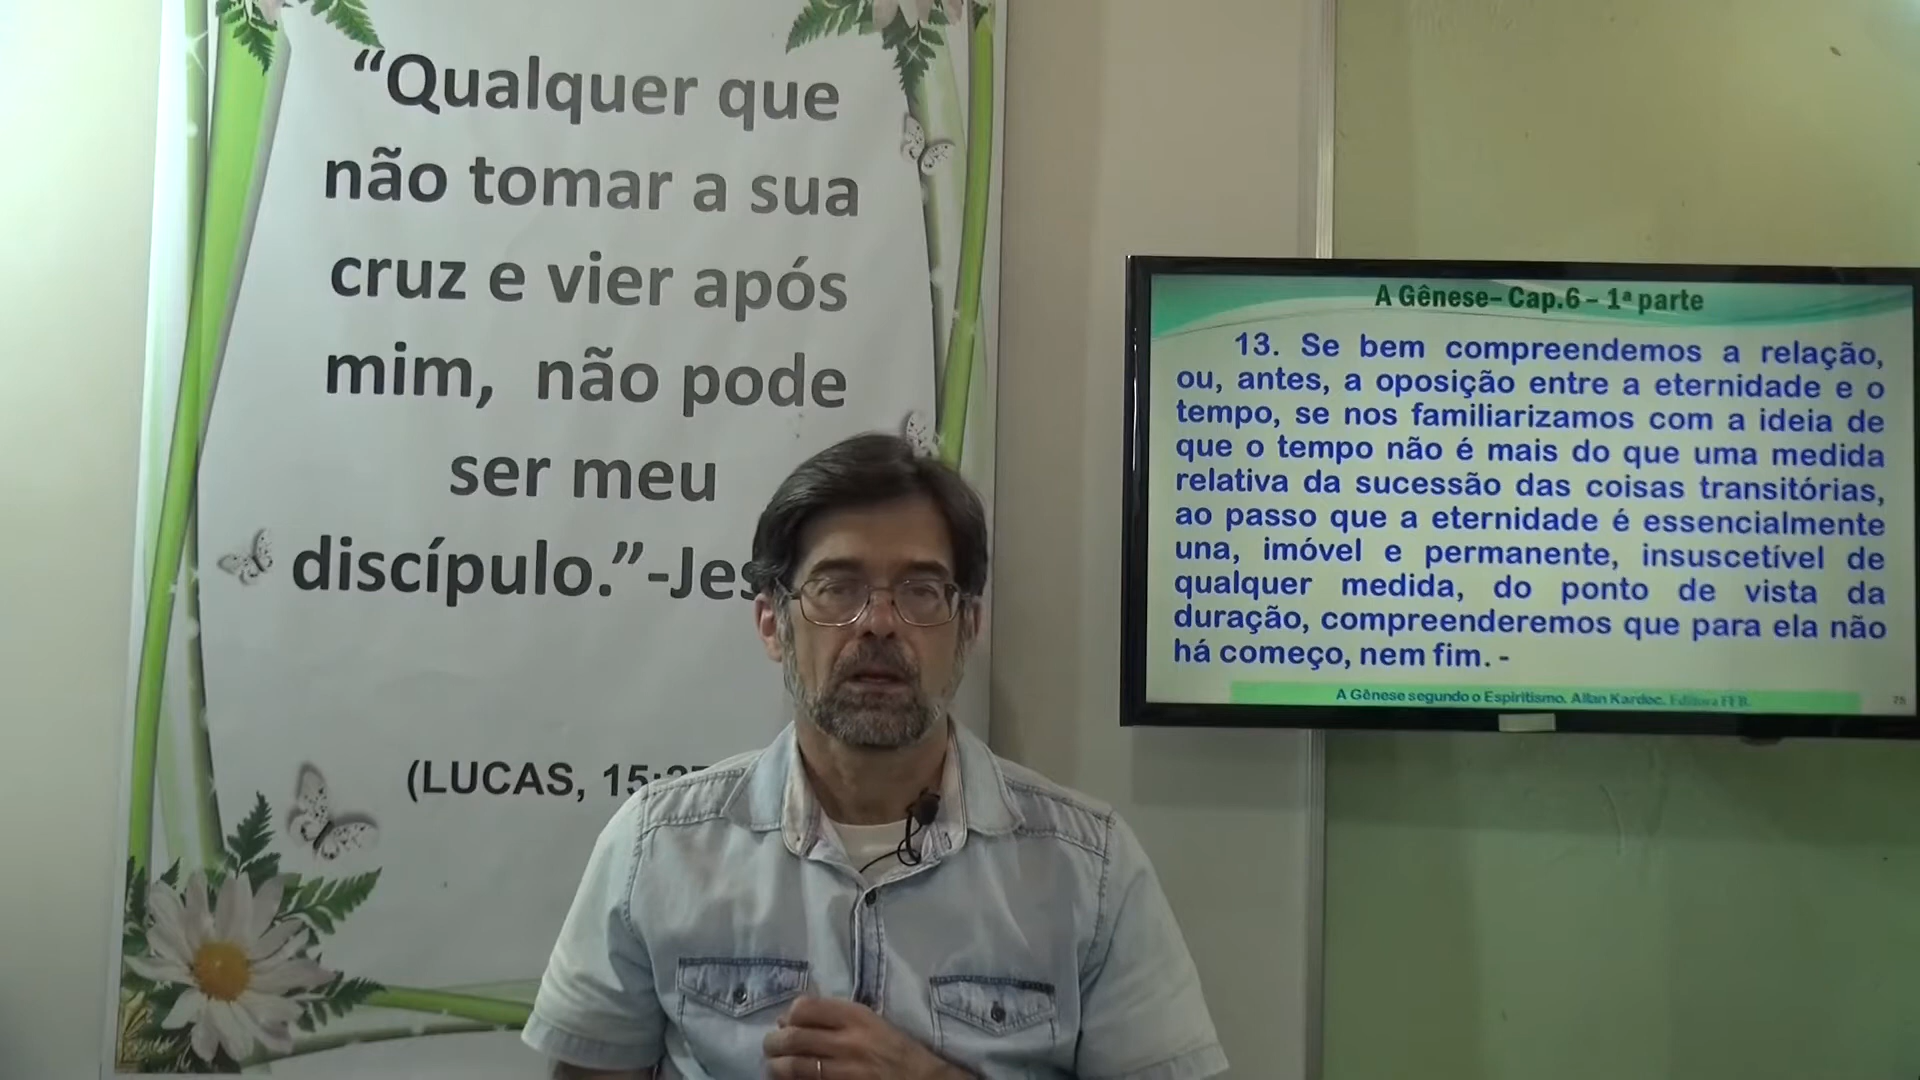 “Qualquer que
não tomar a sua
cruz e vier após
mim, não pode
ser meu
discípulo.”-Jes
(LUCAS, 15:27
A Gênese– Cap.6 – 1ª parte
13. Se bem compreendemos a relação,
ou, antes, a oposição entre a eternidade e o
tempo, se nos familiarizamos com a ideia de
que o tempo não é mais do que uma medida
relativa da sucessão das coisas transitórias,
ao passo que a eternidade é essencialmente
una, imóvel e permanente, insuscetível de
qualquer medida, do ponto de vista da
duração, compreenderemos que para ela não
há começo, nem fim. -
A Gênese segundo o Espiritismo. Allan Kardec. Editora FEB.
75